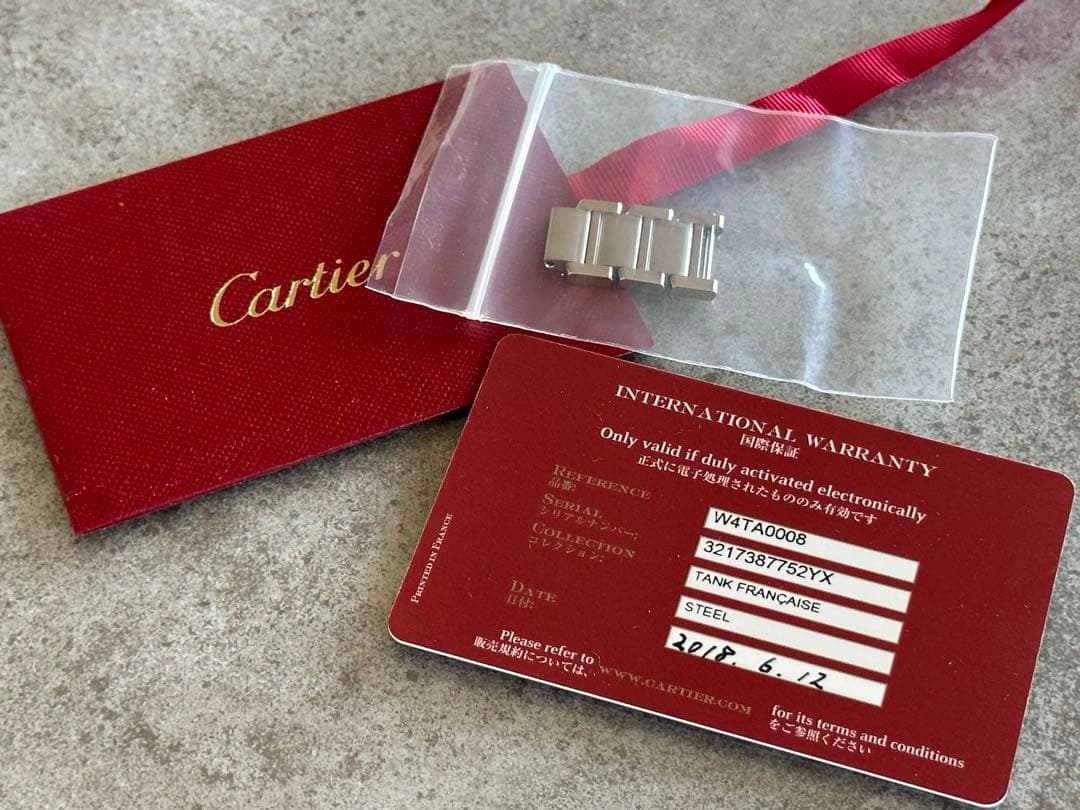 Cartier
INTERNATIONAL WARRANTY
国際保証
Only valid if duly activated electronically
正式に電子処理されたもののみ有効です
REFERENCE
品番:
W4TA0008
SERIAL
シリアルナンバー:
3217387752YX
COLLECTION
コレクション:
TANK FRANÇAISE
STEEL
DATE
日付:
2018. 6. 12
Please refer to WWW.CARTIER.COM for its terms and conditions
販売規約については、 をご参照ください
PRINTED IN FRANCE